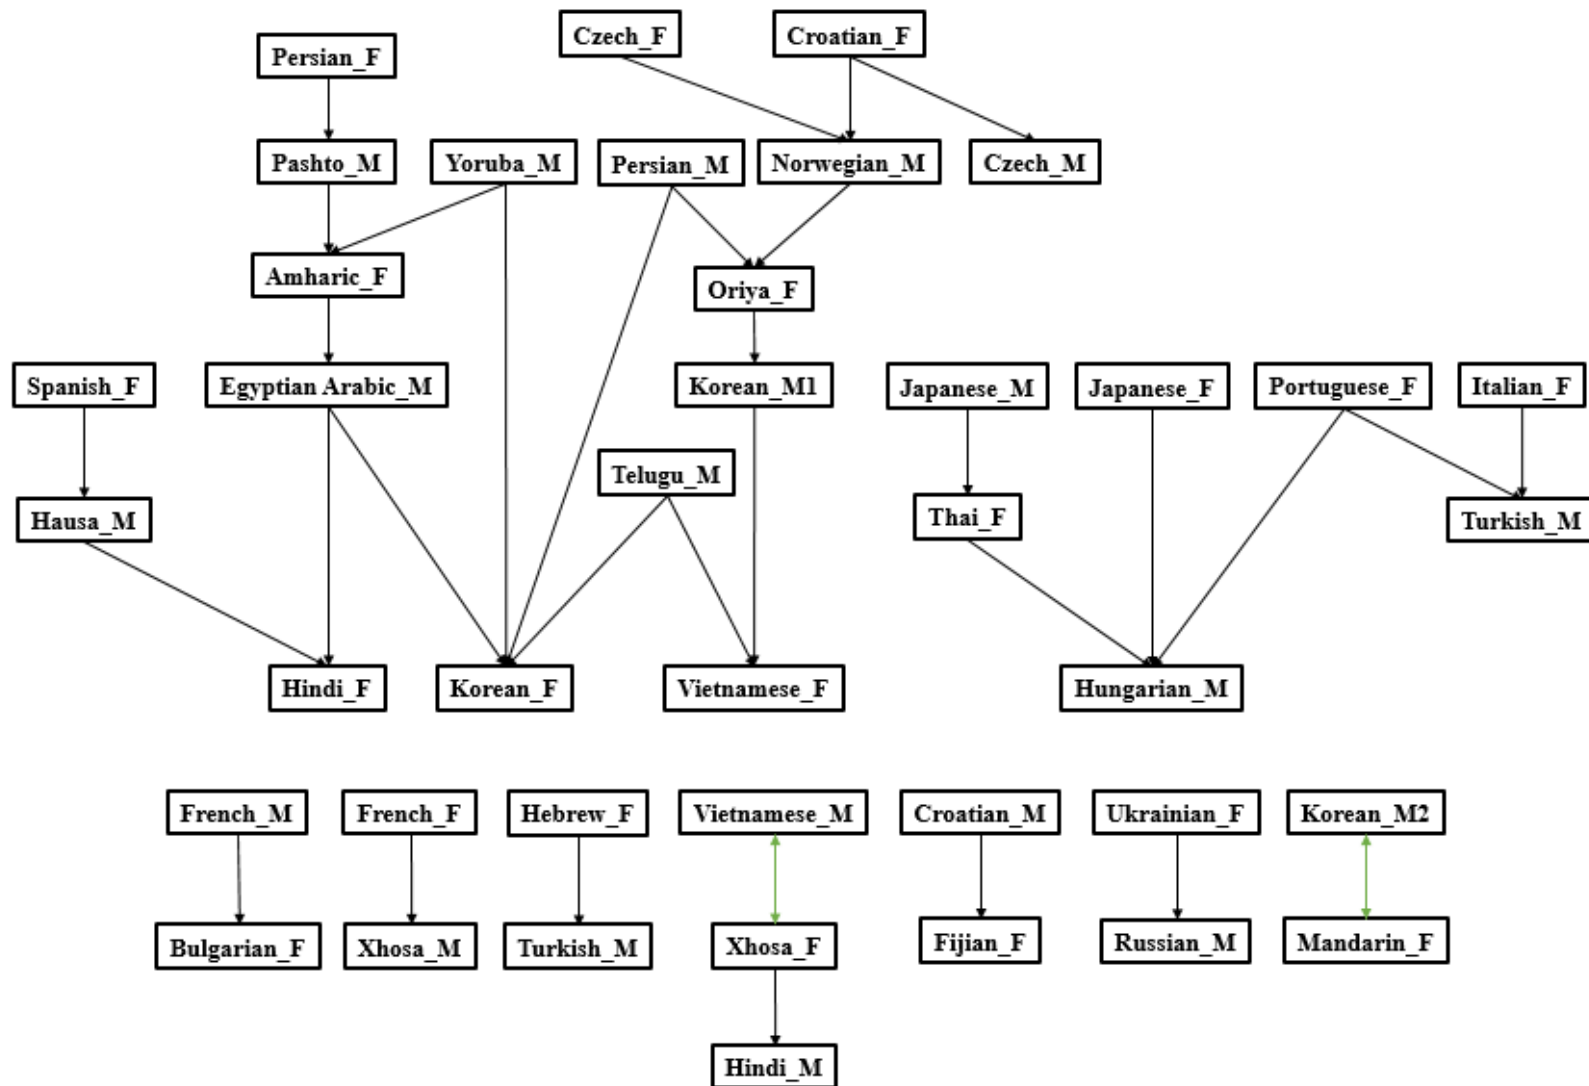 Czech_F
Croatian_F
Persian_F
Pashto_M
Yoruba_M
Persian_M
Norwegian_M
Czech_M
Amharic_F
Oriya_F
Spanish_F
Egyptian Arabic_M
Korean_M1
Japanese_M
Japanese_F
Portuguese_F
Italian_F
Telugu_M
Hausa_M
Thai_F
Turkish_M
Hindi_F
Korean_F
Vietnamese_F
Hungarian_M
French_M
French_F
Hebrew_F
Vietnamese_M
Croatian_M
Ukrainian_F
Korean_M2
Bulgarian_F
Xhosa_M
Turkish_M
Xhosa_F
Fijian_F
Russian_M
Mandarin_F
Hindi_M